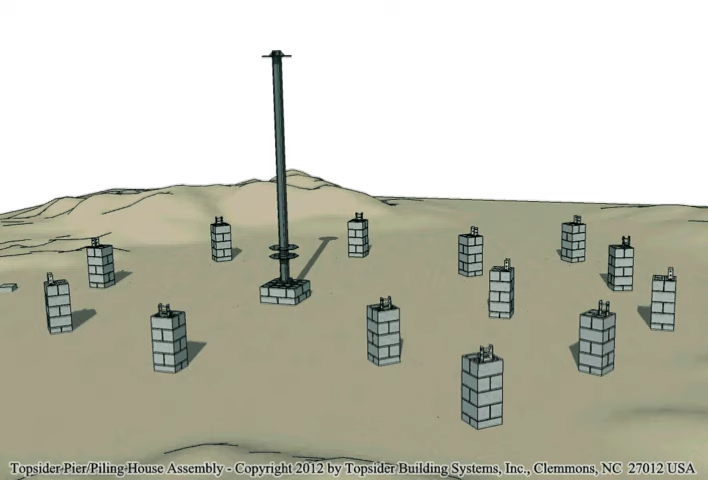 Topsider Pier/Piling House Assembly - Copyright 2012 by Topsider Building Systems, Inc., Clemmons, NC 27012 USA